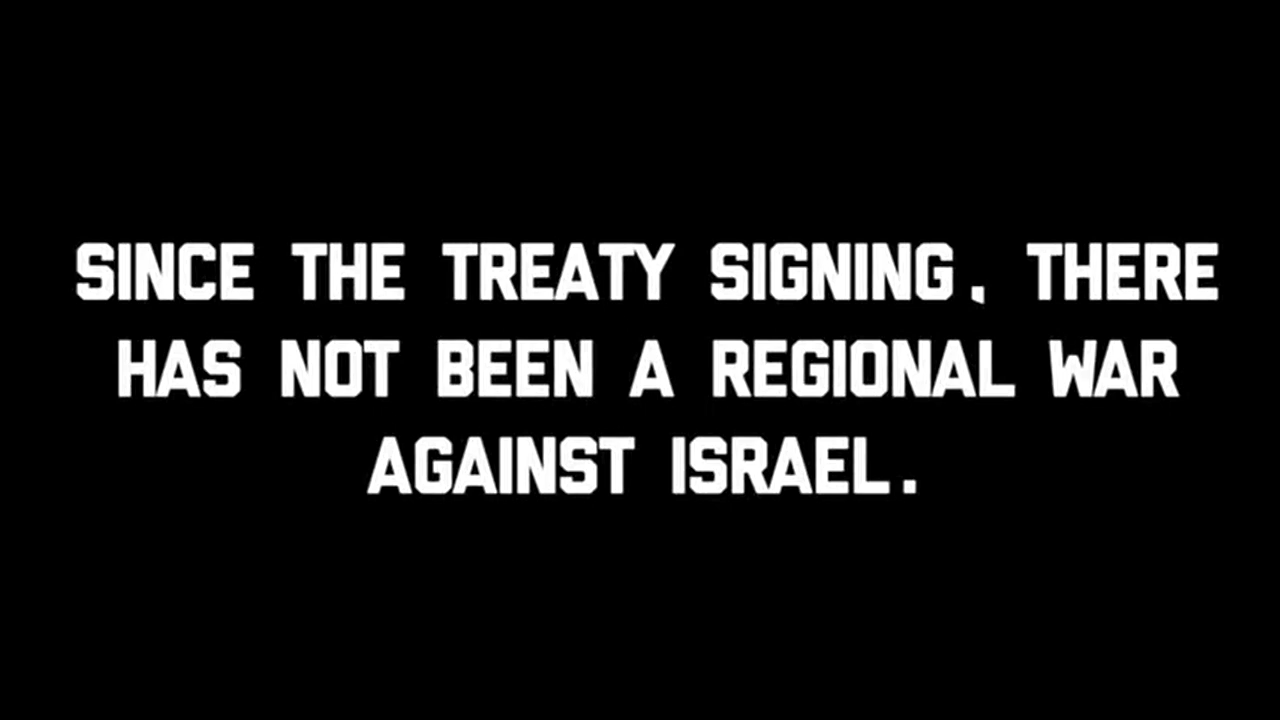 SINCE THE TREATY SIGNING, THERE
HAS NOT BEEN A REGIONAL WAR
AGAINST ISRAEL.